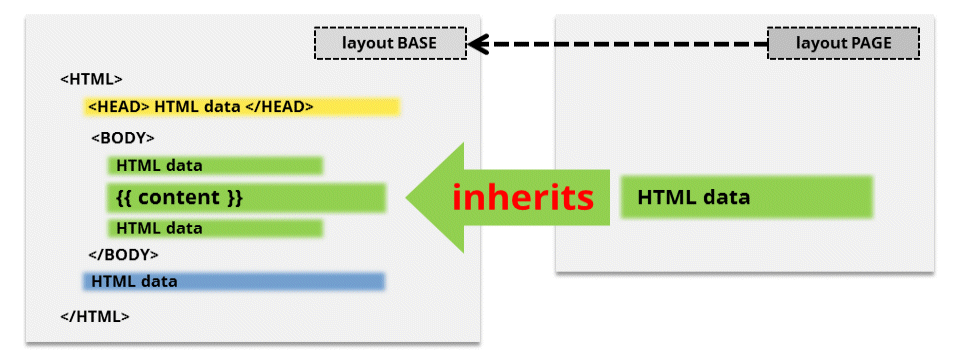 layout BASE
<HTML>
<HEAD> HTML data </HEAD>
<BODY>
HTML data
{{ content }}
HTML data
</BODY>
HTML data
</HTML>
inherits
layout PAGE
HTML data